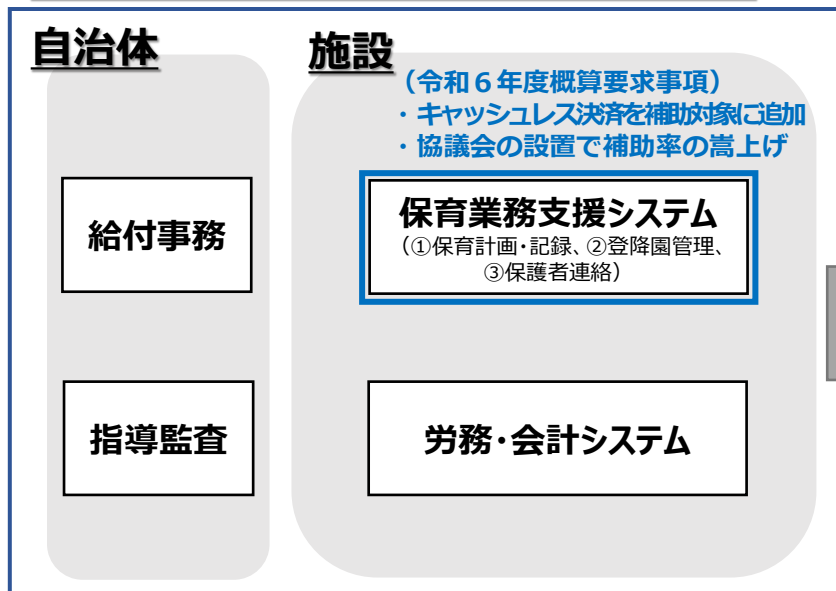 自治体
施設
（令和６年度概算要求事項）
・キャッシュレス決済を補助対象に追加
・協議会の設置で補助率の嵩上げ
給付事務
保育業務支援システム
（①保育計画・記録、②登降園管理、
③保護者連絡）
指導監査
労務・会計システム